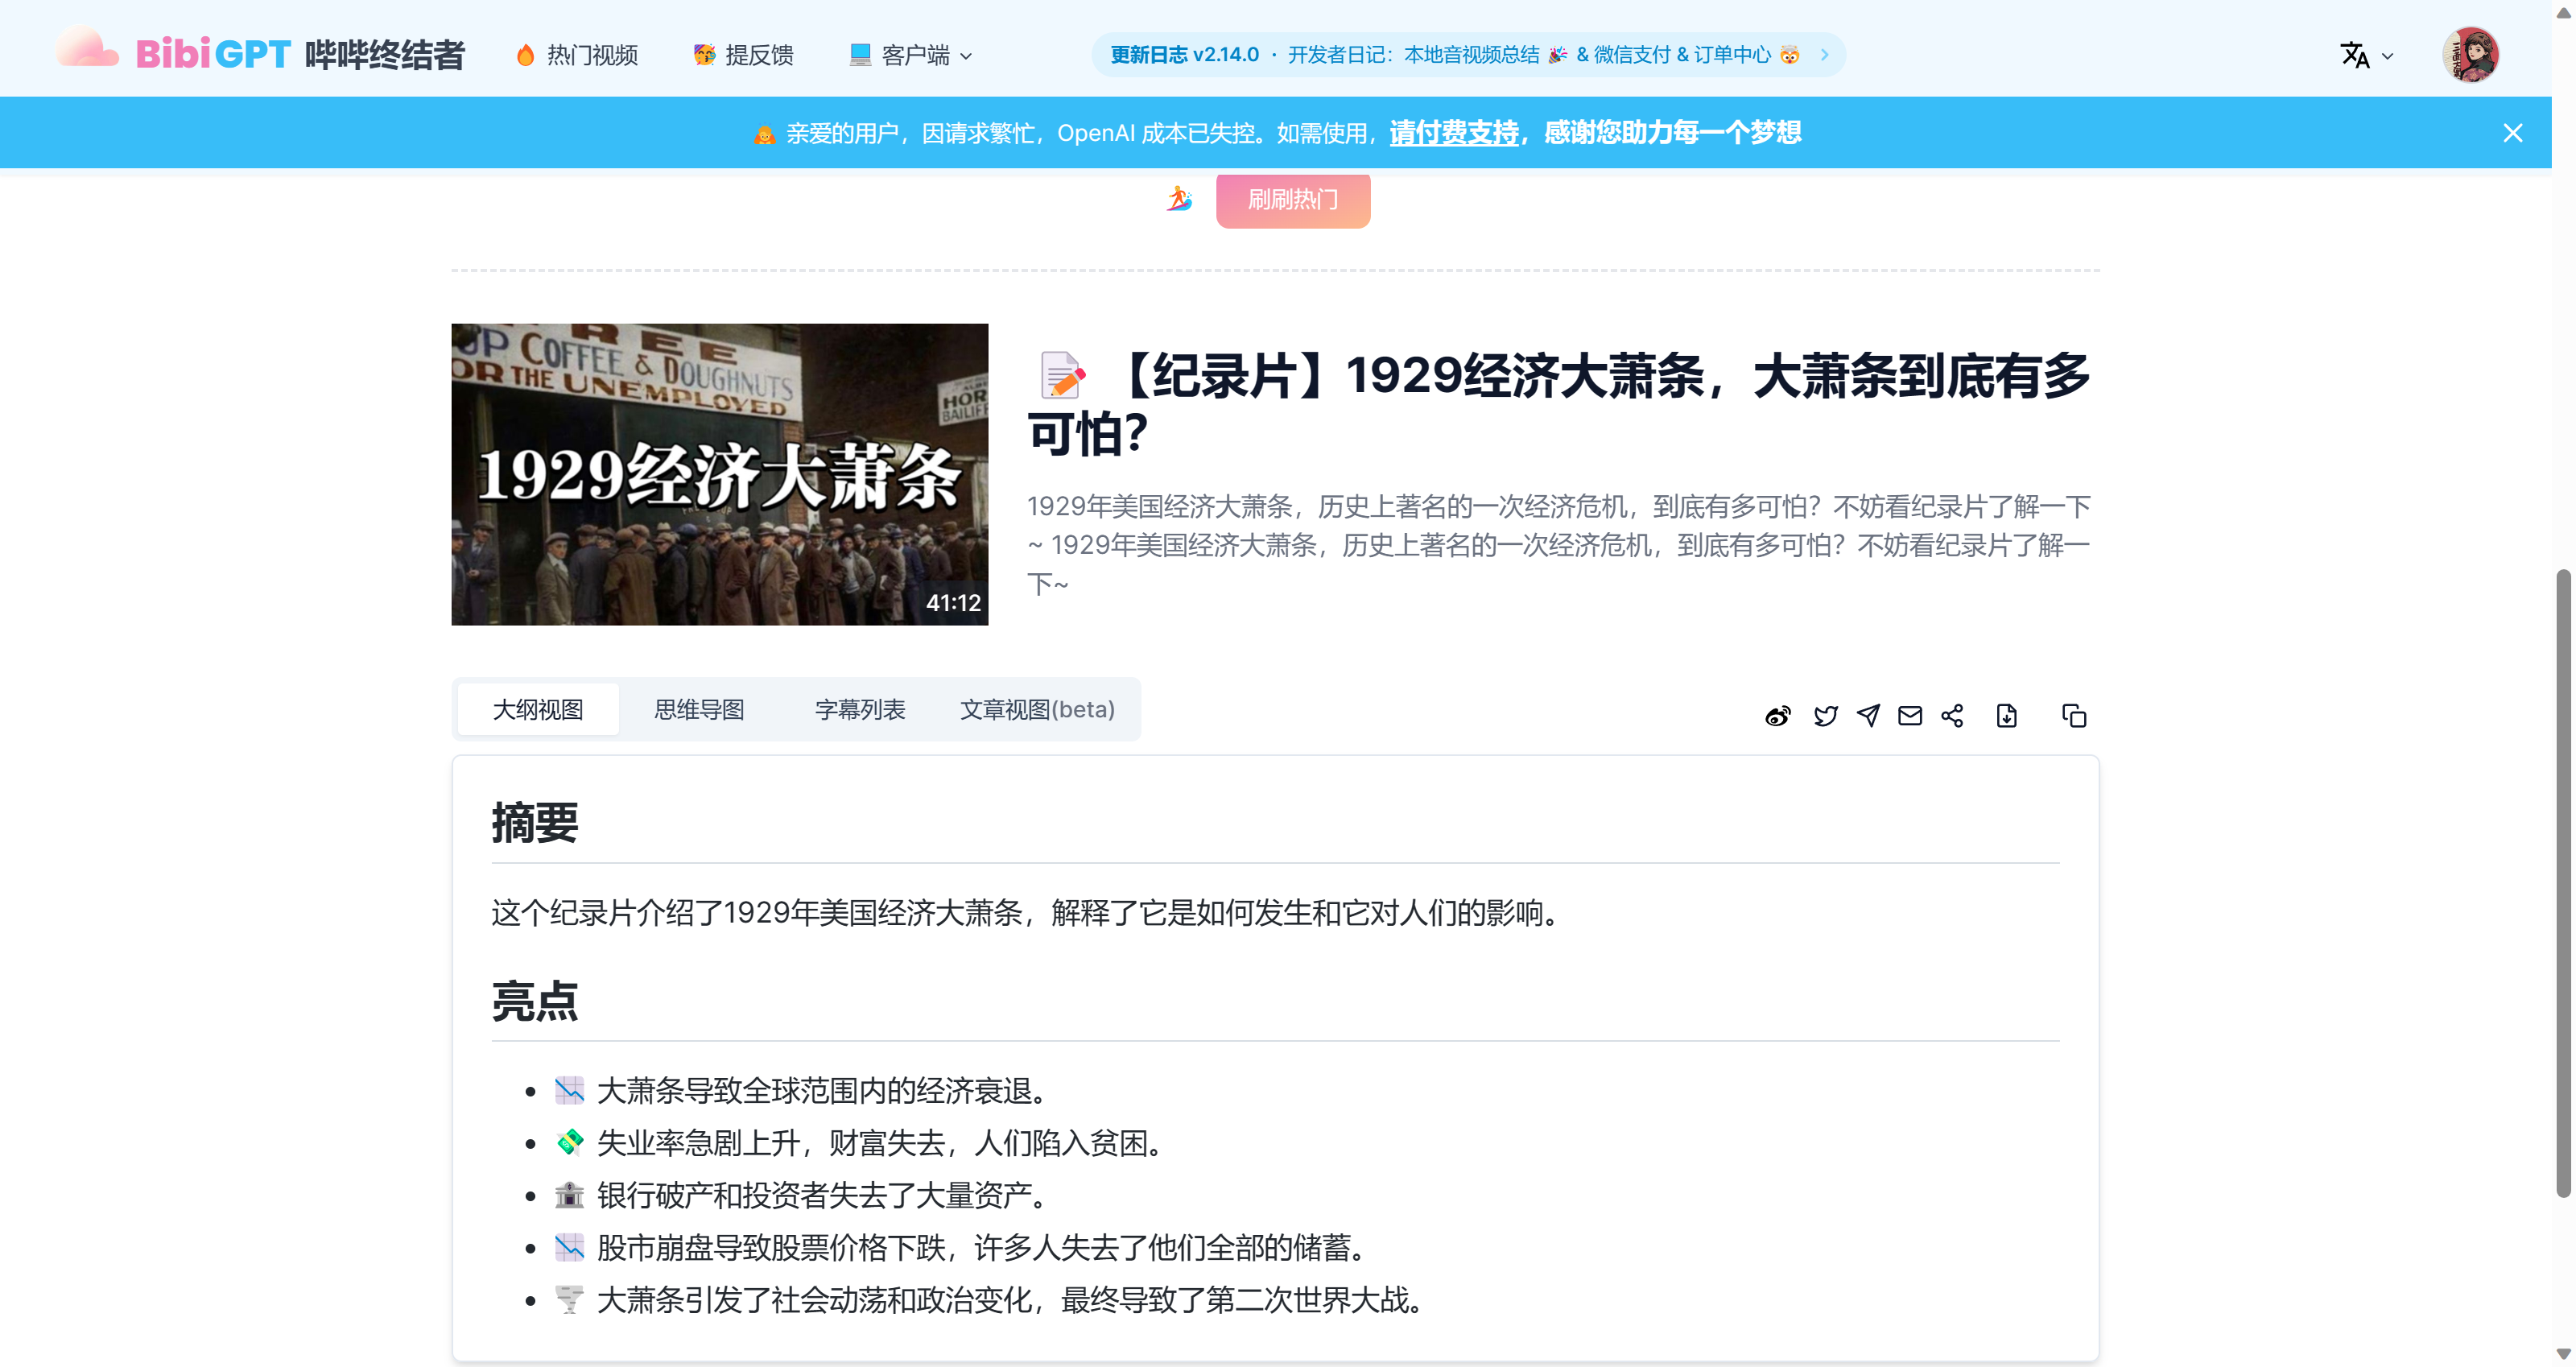 BibiGPT 哔哔终结者
🔥 热门视频
🥳 提反馈
💻 客户端
更新日志 v2.14.0 · 开发者日记：本地音视频总结 🎉 & 微信支付 & 订单中心 🤯
🙇 亲爱的用户，因请求繁忙，OpenAI 成本已失控。如需使用，请付费支持，感谢您助力每一个梦想
🏄 刷刷热门
FREE
UP COFFEE & DOUGHNUTS
OR THE UNEMPLOYED
HOR
BAILIFF
1929经济大萧条
41:12
📝 【纪录片】1929经济大萧条，大萧条到底有多
可怕？
1929年美国经济大萧条，历史上著名的一次经济危机，到底有多可怕？不妨看纪录片了解一下
~ 1929年美国经济大萧条，历史上著名的一次经济危机，到底有多可怕？不妨看纪录片了解一
下~
大纲视图
思维导图
字幕列表
文章视图(beta)
摘要
这个纪录片介绍了1929年美国经济大萧条，解释了它是如何发生和它对人们的影响。
亮点
• 📉 大萧条导致全球范围内的经济衰退。
• 💸 失业率急剧上升，财富失去，人们陷入贫困。
• 🏦 银行破产和投资者失去了大量资产。
• 📉 股市崩盘导致股票价格下跌，许多人失去了他们全部的储蓄。
• 🌪 大萧条引发了社会动荡和政治变化，最终导致了第二次世界大战。